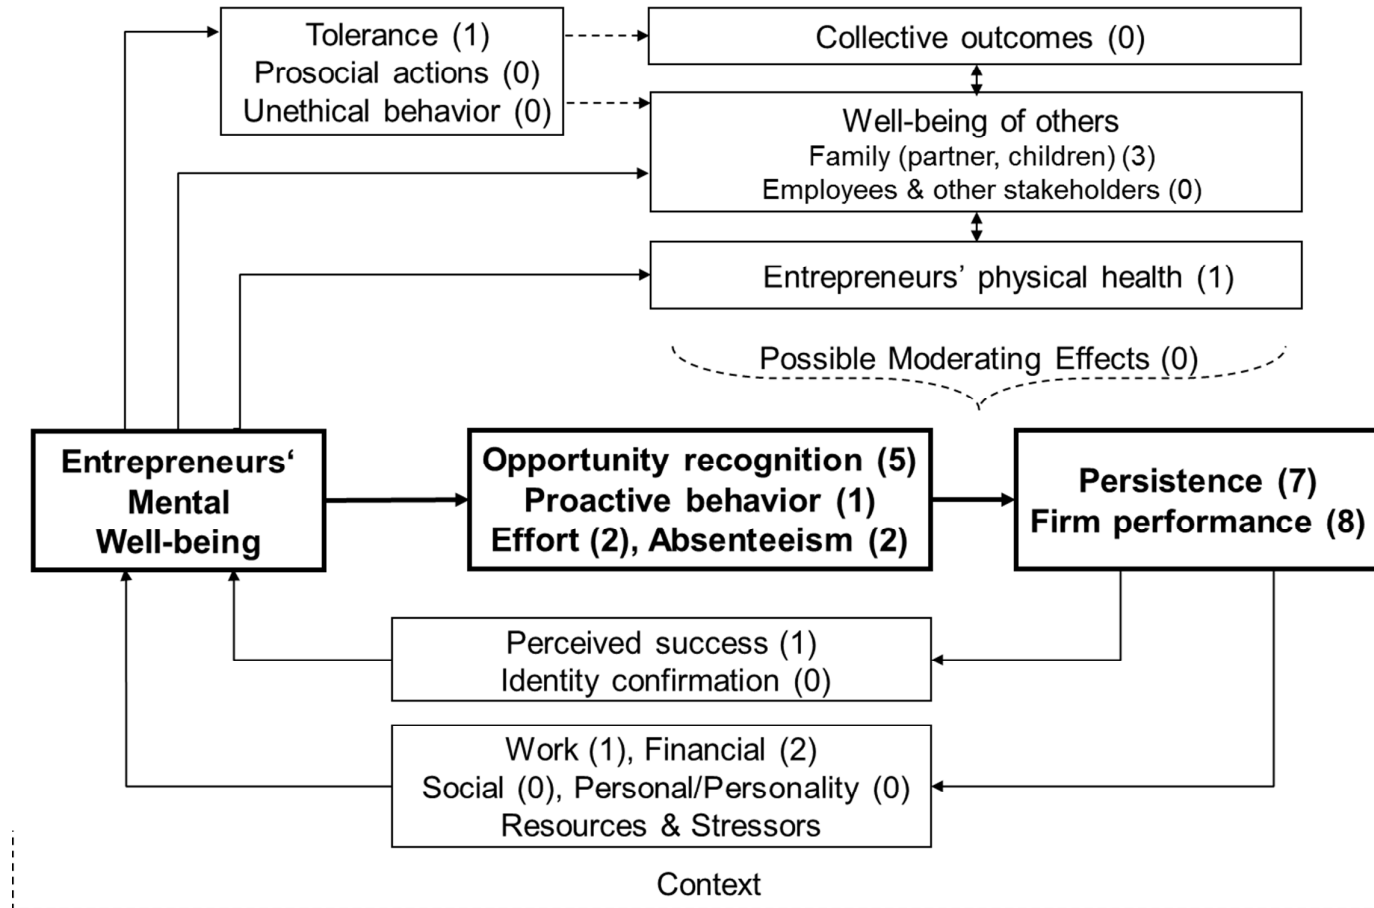 Tolerance (1)
Prosocial actions (0)
Unethical behavior (0)
Collective outcomes (0)
Well-being of others
Family (partner, children) (3)
Employees & other stakeholders (0)
Entrepreneurs’ physical health (1)
Possible Moderating Effects (0)
Entrepreneurs‘
Mental
Well-being
Opportunity recognition (5)
Proactive behavior (1)
Effort (2), Absenteeism (2)
Persistence (7)
Firm performance (8)
Perceived success (1)
Identity confirmation (0)
Work (1), Financial (2)
Social (0), Personal/Personality (0)
Resources & Stressors
Context